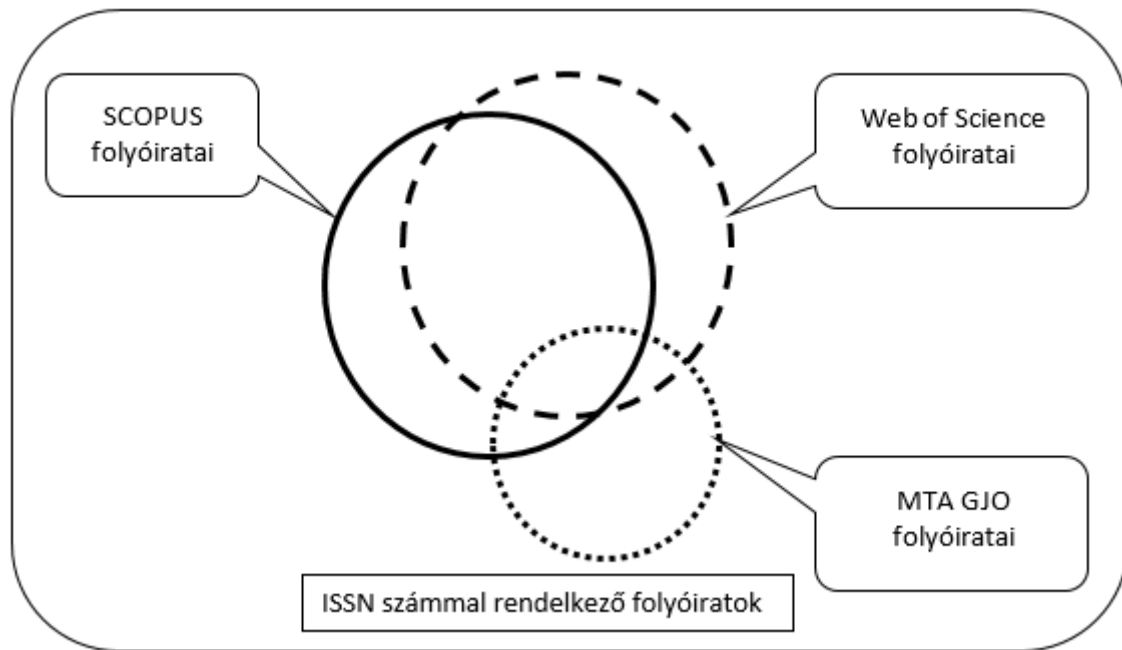 SCOPUS
folyóiratai
Web of Science
folyóiratai
MTA GJO
folyóiratai
ISSN számmal rendelkező folyóiratok